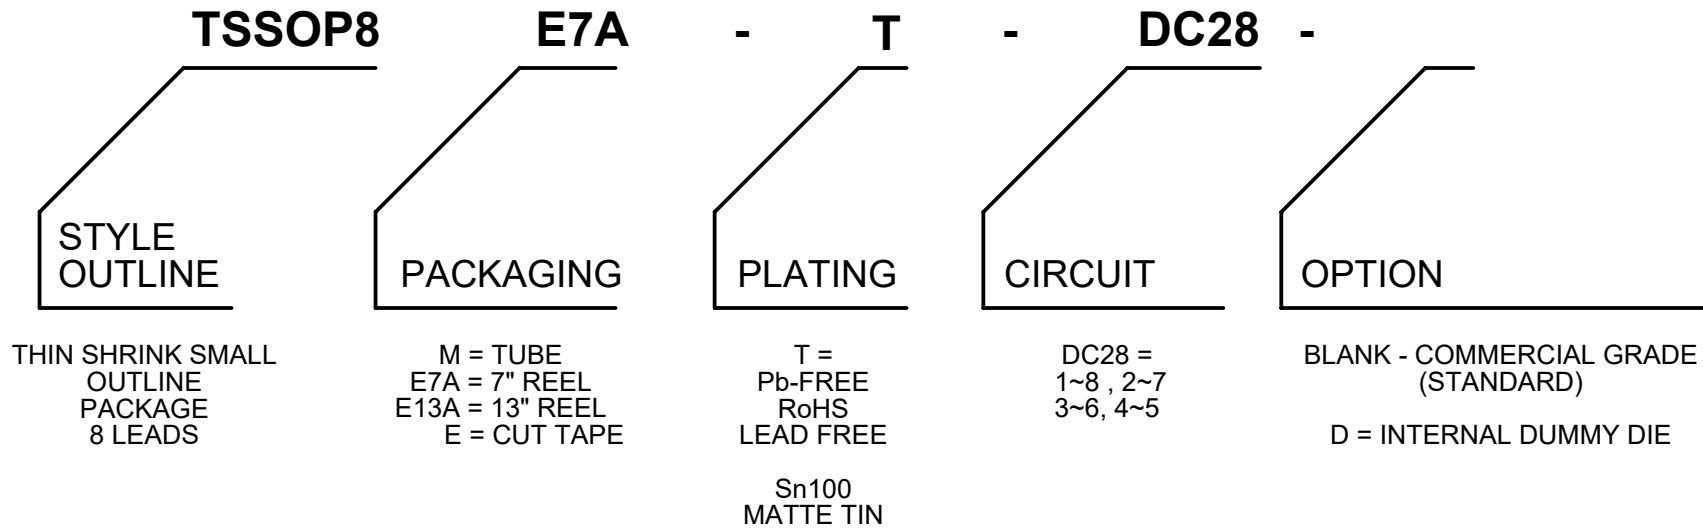 TSSOP8 E7A - T - DC28 -
STYLE
OUTLINE
PACKAGING
PLATING
CIRCUIT
OPTION
THIN SHRINK SMALL
OUTLINE
PACKAGE
8 LEADS
M = TUBE
E7A = 7" REEL
E13A = 13" REEL
E = CUT TAPE
T =
Pb-FREE
RoHS
LEAD FREE
Sn100
MATTE TIN
DC28 =
1~8 , 2~7
3~6, 4~5
BLANK - COMMERCIAL GRADE
(STANDARD)
D = INTERNAL DUMMY DIE